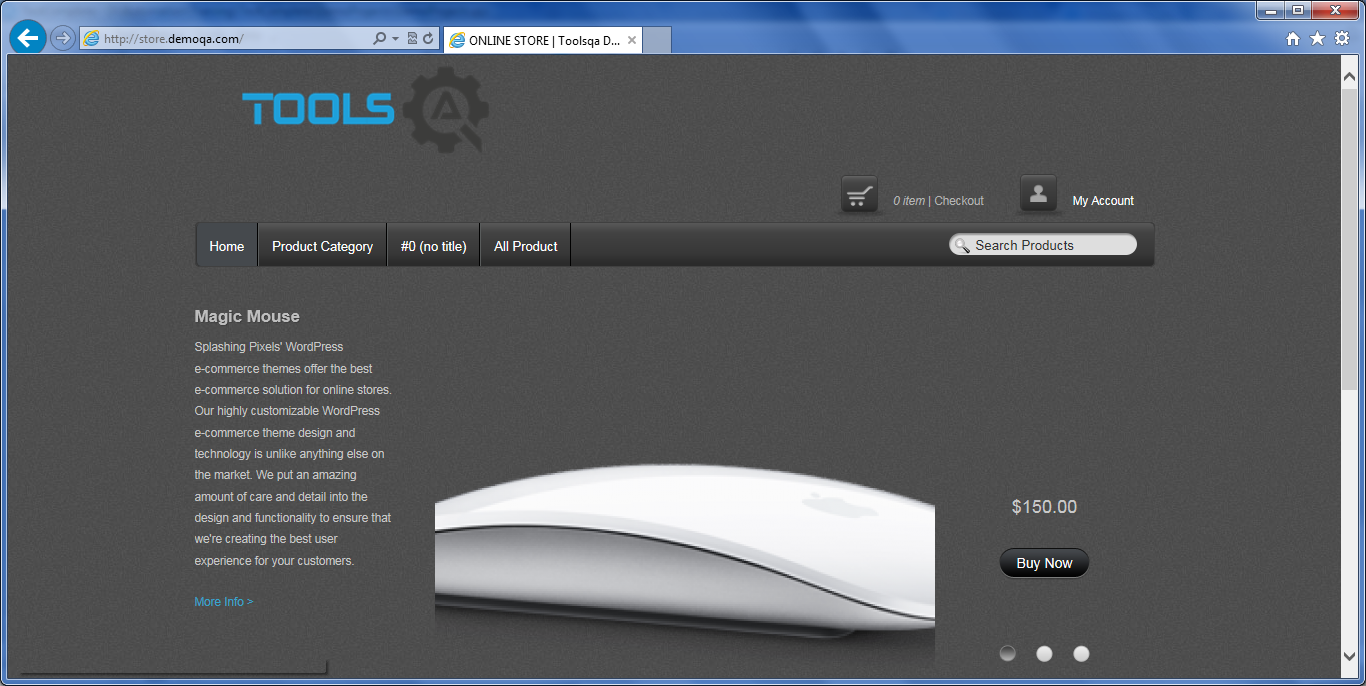 http://store.demoqa.com/
ONLINE STORE | Toolsqa D...
TOOLS
0 item | Checkout
My Account
Home
Product Category
#0 (no title)
All Product
Search Products
Magic Mouse
Splashing Pixels' WordPress
e-commerce themes offer the best
e-commerce solution for online stores.
Our highly customizable WordPress
e-commerce theme design and
technology is unlike anything else on
the market. We put an amazing
amount of care and detail into the
design and functionality to ensure that
we're creating the best user
experience for your customers.
More Info >
$150.00
Buy Now